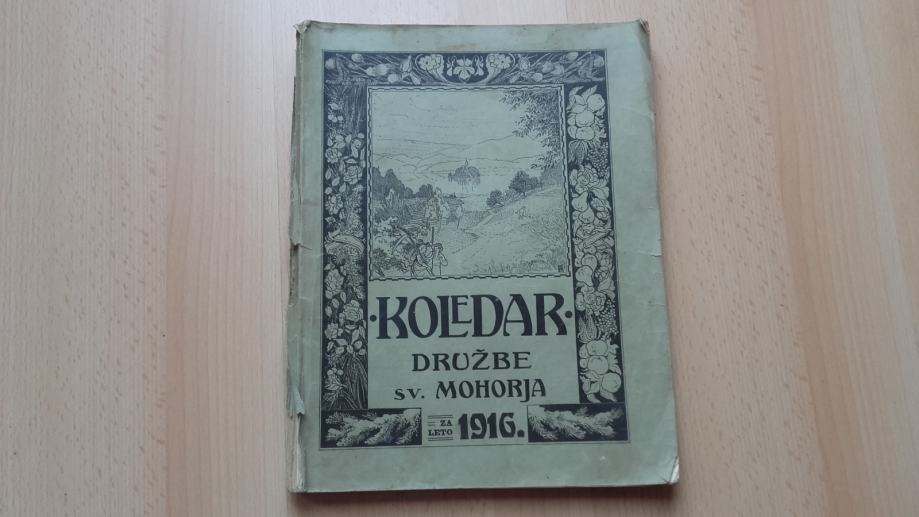 ·KOLEDAR·
DRUŽBE
SV. MOHORJA
ZA
LETO 1916.